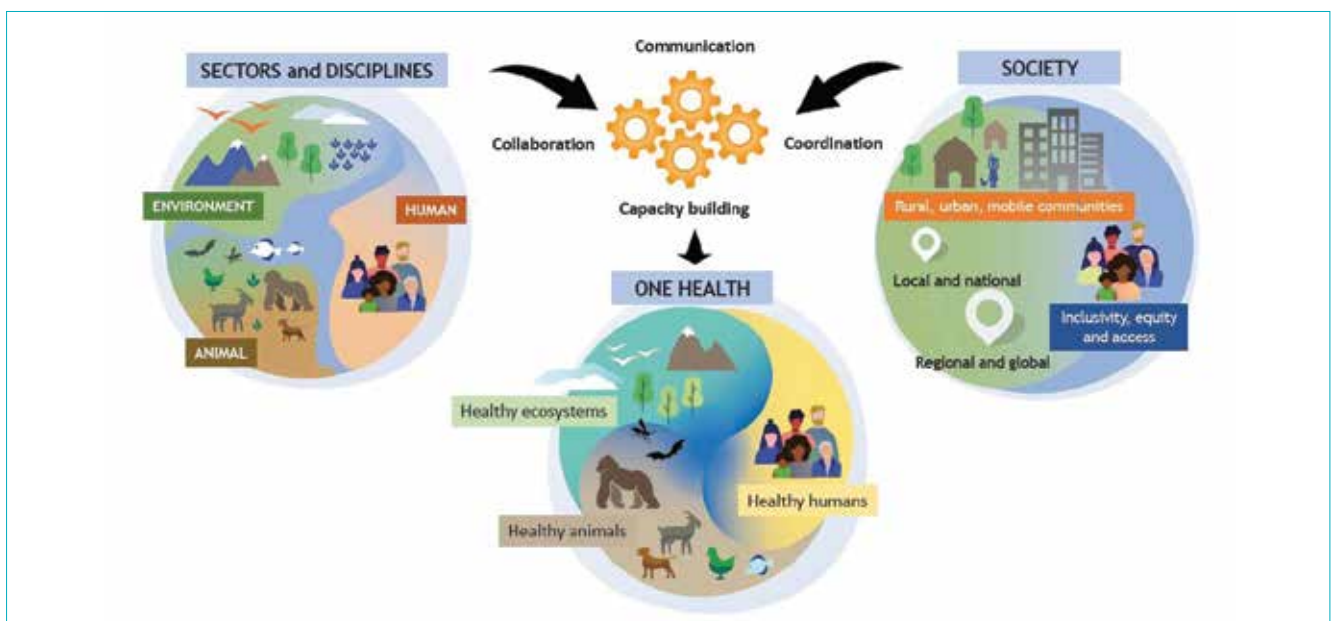 SECTORS and DISCIPLINES
ENVIRONMENT
HUMAN
ANIMAL
Communication
Collaboration
Coordination
Capacity building
SOCIETY
Rural, urban, mobile communities
Local and national
Inclusivity, equity
and access
Regional and global
ONE HEALTH
Healthy ecosystems
Healthy humans
Healthy animals